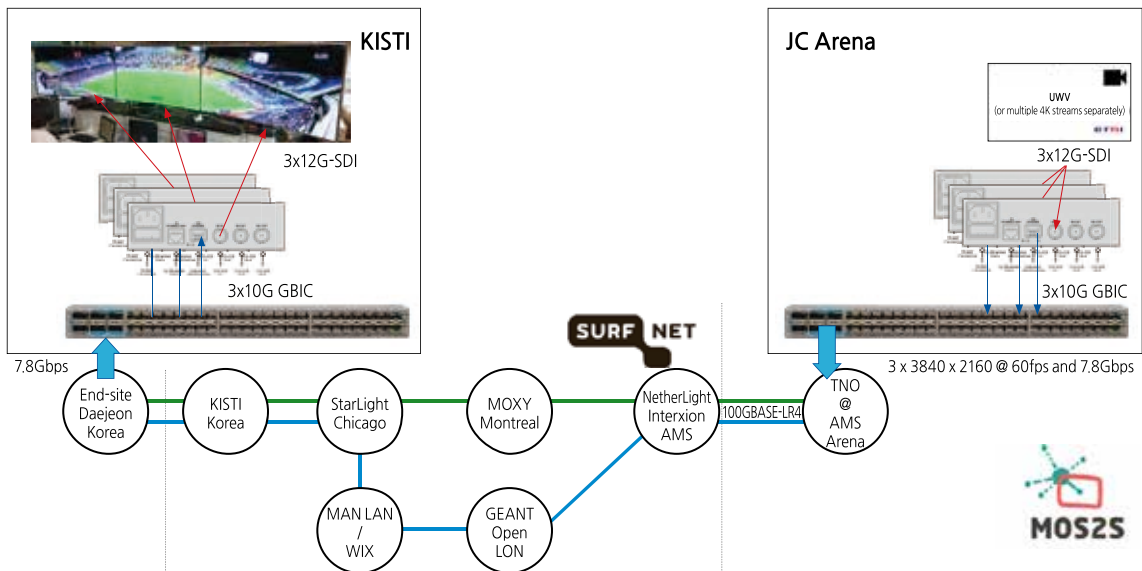 KISTI
3x12G-SDI
3x10G GBIC
7.8Gbps
JC Arena
UWV
(or multiple 4K streams separately)
3x12G-SDI
3x10G GBIC
3 x 3840 x 2160 @ 60fps and 7.8Gbps
SURF NET
End-site
Daejeon
Korea
KISTI
Korea
StarLight
Chicago
MOXY
Montreal
NetherLight
Interxion
AMS
100GBASE-LR4
TNO
@
AMS
Arena
MAN LAN
/
WIX
GEANT
Open
LON
MOS2S